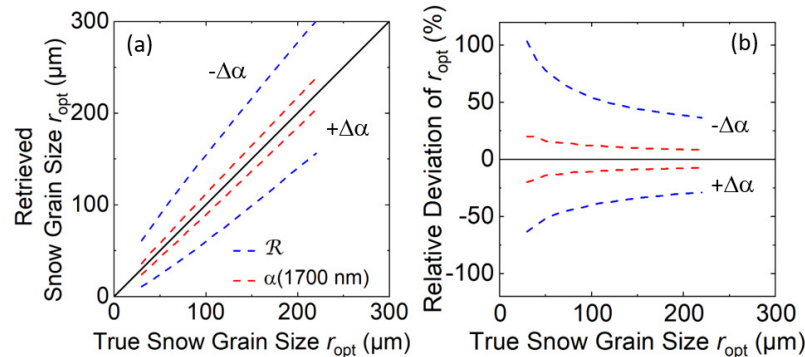 (a)
300
200
100
0
-Δα
+Δα
ℛ
α(1700 nm)
0 100 200 300
Retrieved
Snow Grain Size r_opt (µm)
True Snow Grain Size r_opt (µm)
(b)
100
50
0
-50
-100
-Δα
+Δα
0 100 200 300
Relative Deviation of r_opt (%)
True Snow Grain Size r_opt (µm)